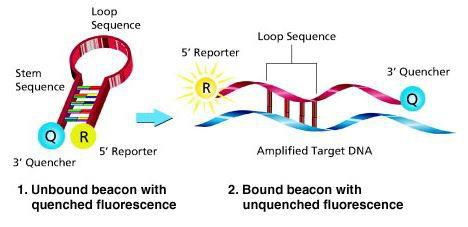 Loop
Sequence
Stem
Sequence
Q
R
3' Quencher
5' Reporter
1. Unbound beacon with
quenched fluorescence
5' Reporter
R
Loop Sequence
3' Quencher
Q
Amplified Target DNA
2. Bound beacon with
unquenched fluorescence